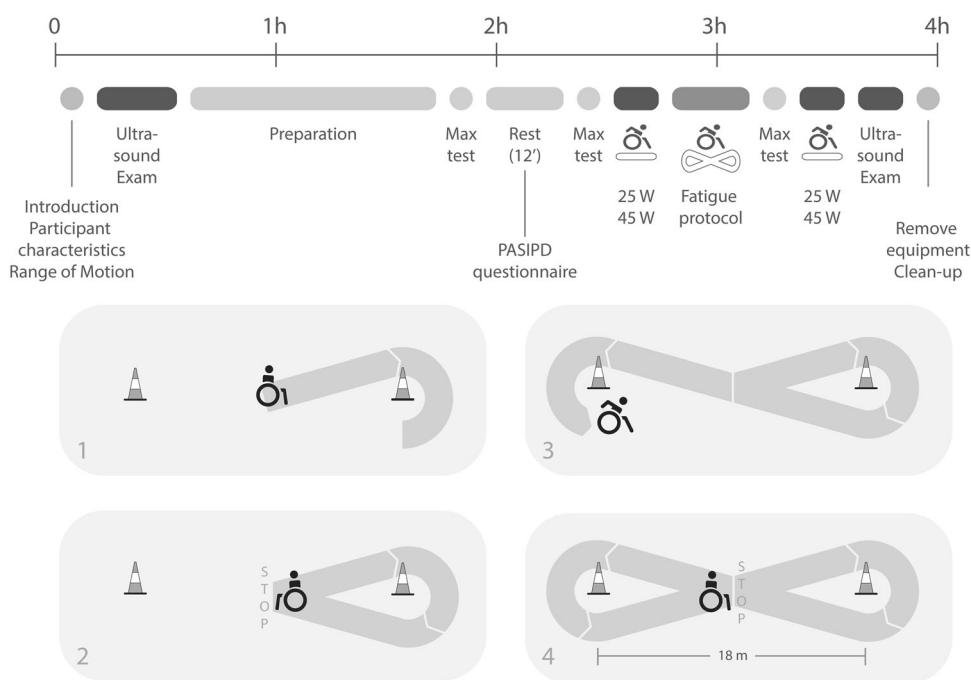 0 1h 2h 3h 4h
Ultra-
sound
Exam
Preparation
Max
test
Rest
(12')
Max
test
25 W
45 W
Fatigue
protocol
Max
test
25 W
45 W
Ultra-
sound
Exam
Introduction
Participant
characteristics
Range of Motion
PASIPD
questionnaire
Remove
equipment
Clean-up
1
3
STOP
2
STOP
18 m
4